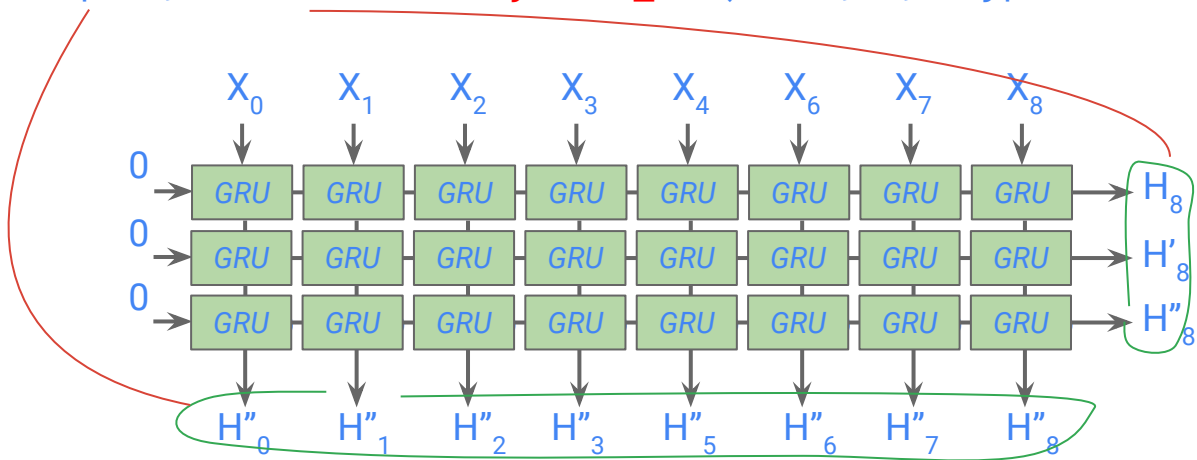 X0 X1 X2 X3 X4 X6 X7 X8
0 GRU GRU GRU GRU GRU GRU GRU GRU H8
0 GRU GRU GRU GRU GRU GRU GRU GRU H'8
0 GRU GRU GRU GRU GRU GRU GRU GRU H"8
H"0 H"1 H"2 H"3 H"5 H"6 H"7 H"8